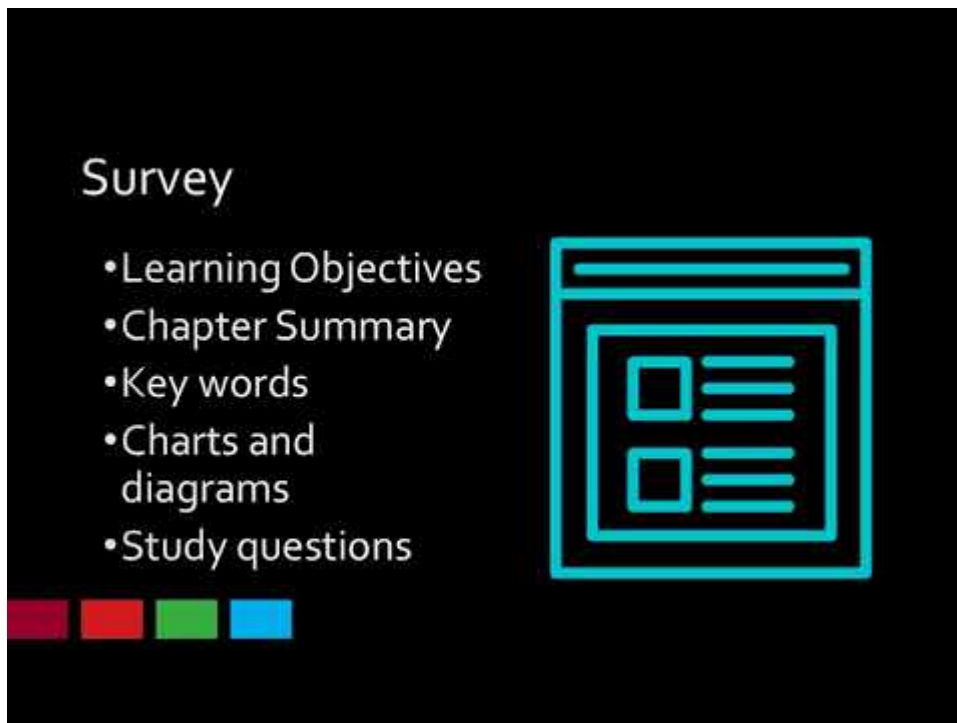 Survey
•Learning Objectives
•Chapter Summary
•Key words
•Charts and
diagrams
•Study questions